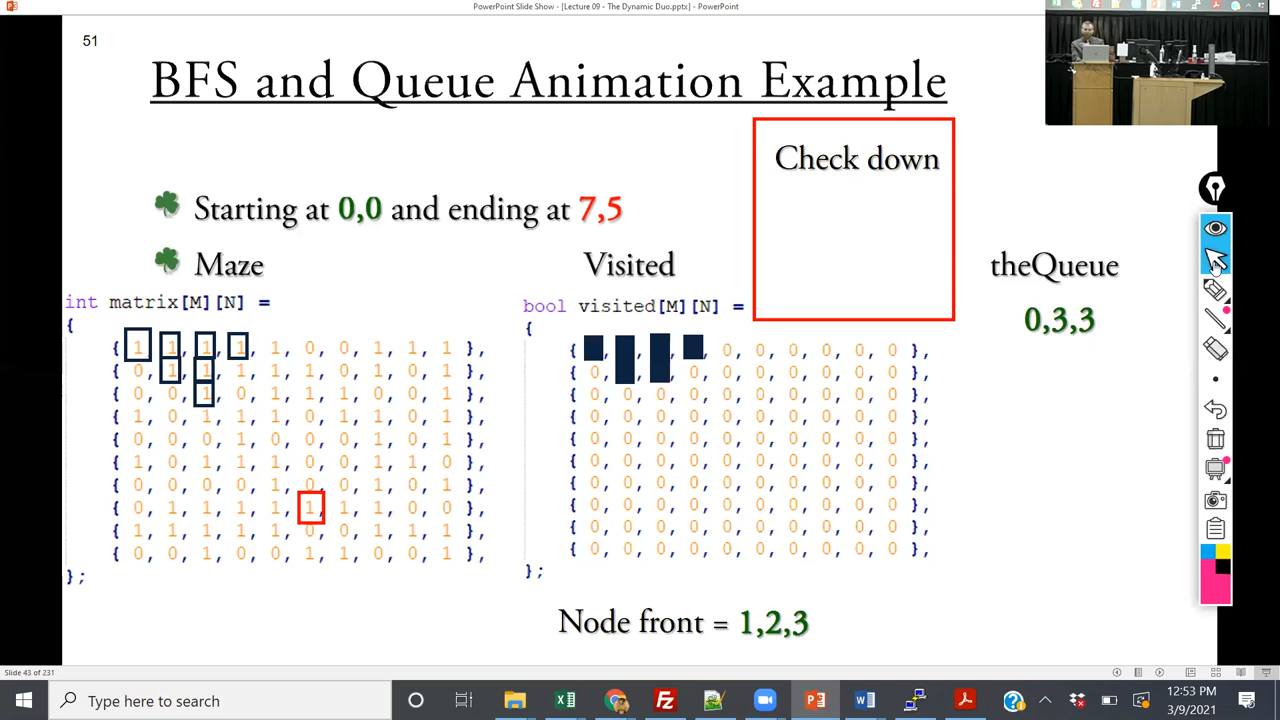 PowerPoint Slide Show - [Lecture 09 - The Dynamic Duo.pptx] - PowerPoint
51
BFS and Queue Animation Example
Check down
Starting at 0,0 and ending at 7,5
Maze
Visited
theQueue
0,3,3
int matrix[M][N] =
{
{ 1, 1, 1, 1, 1, 0, 0, 1, 1, 1 },
{ 0, 1, 1, 1, 1, 1, 0, 1, 0, 1 },
{ 0, 0, 1, 0, 1, 1, 1, 0, 0, 1 },
{ 1, 0, 1, 1, 1, 0, 1, 1, 0, 1 },
{ 0, 0, 0, 1, 0, 0, 0, 1, 0, 1 },
{ 1, 0, 1, 1, 1, 0, 0, 1, 1, 0 },
{ 0, 0, 0, 0, 1, 0, 0, 1, 0, 1 },
{ 0, 1, 1, 1, 1, 1, 1, 1, 0, 0 },
{ 1, 1, 1, 1, 1, 0, 0, 1, 1, 1 },
{ 0, 0, 1, 0, 0, 1, 1, 0, 0, 1 },
};
bool visited[M][N] =
{
{ , , , , 0, 0, 0, 0, 0, 0 },
{ 0, , , 0, 0, 0, 0, 0, 0, 0 },
{ 0, 0, 0, 0, 0, 0, 0, 0, 0, 0 },
{ 0, 0, 0, 0, 0, 0, 0, 0, 0, 0 },
{ 0, 0, 0, 0, 0, 0, 0, 0, 0, 0 },
{ 0, 0, 0, 0, 0, 0, 0, 0, 0, 0 },
{ 0, 0, 0, 0, 0, 0, 0, 0, 0, 0 },
{ 0, 0, 0, 0, 0, 0, 0, 0, 0, 0 },
{ 0, 0, 0, 0, 0, 0, 0, 0, 0, 0 },
{ 0, 0, 0, 0, 0, 0, 0, 0, 0, 0 },
};
Node front = 1,2,3
Slide 43 of 231
Type here to search
12:53 PM
3/9/2021